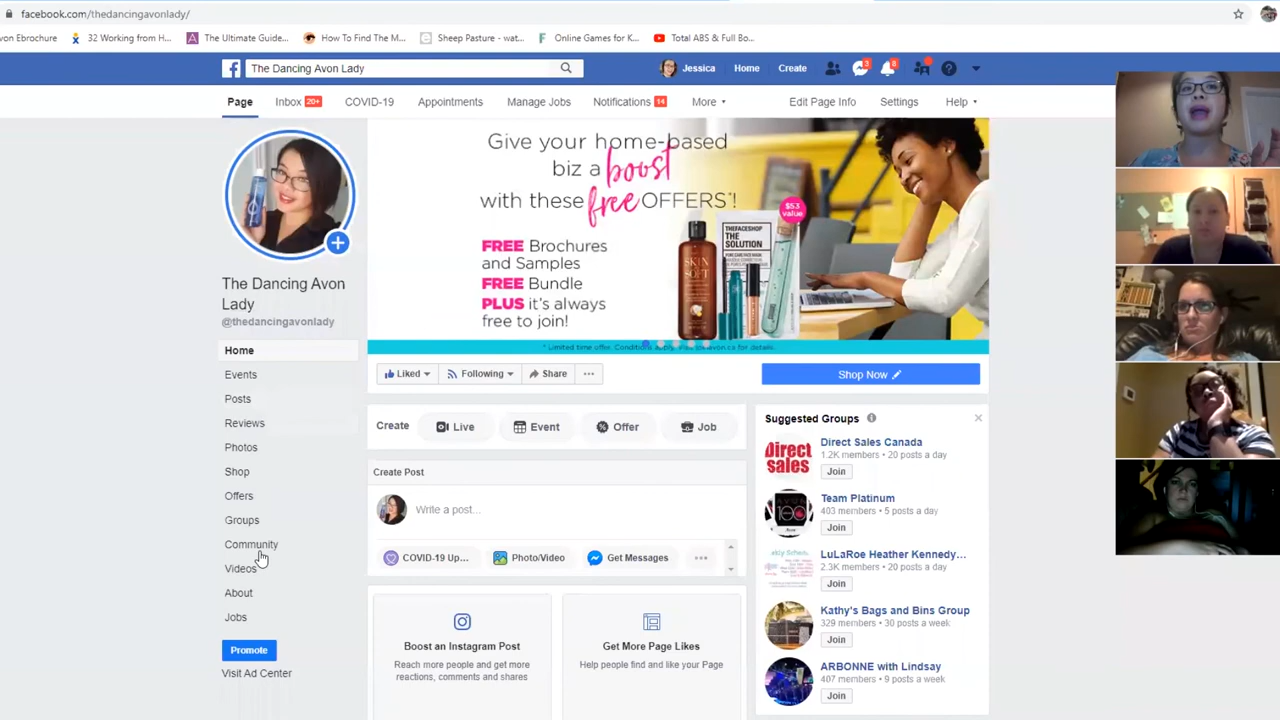 facebook.com/thedancingavonlady/
von Ebrochure
32 Working from H...
The Ultimate Guide...
How To Find The M...
Sheep Pasture - wat...
Online Games for K...
Total ABS & Full Bo...
The Dancing Avon Lady
Jessica
Home
Create
3
8
Page
Inbox 20+
COVID-19
Appointments
Manage Jobs
Notifications 14
More
Edit Page Info
Settings
Help
Give your home-based
biz a boost
with these free OFFERS*!
FREE Brochures
and Samples
FREE Bundle
PLUS it's always
free to join!
$53
value
SKIN
SO
SOFT
THEFACESHOP
THE
SOLUTION
The Dancing Avon
Lady
@thedancingavonlady
Home
Events
Posts
Reviews
Photos
Shop
Offers
Groups
Community
Videos
About
Jobs
Promote
Visit Ad Center
Liked
Following
Share
Shop Now
Create
Live
Event
Offer
Job
Create Post
Write a post...
COVID-19 Up...
Photo/Video
Get Messages
Boost an Instagram Post
Reach more people and get more
reactions, comments and shares
Get More Page Likes
Help people find and like your Page
Suggested Groups
Direct sales
Direct Sales Canada
1.2K members • 20 posts a day
Join
Team Platinum
403 members • 5 posts a day
Join
LuLaRoe Heather Kennedy...
2.3K members • 20 posts a day
Join
Kathy's Bags and Bins Group
329 members • 30 posts a week
Join
ARBONNE with Lindsay
407 members • 9 posts a week
Join